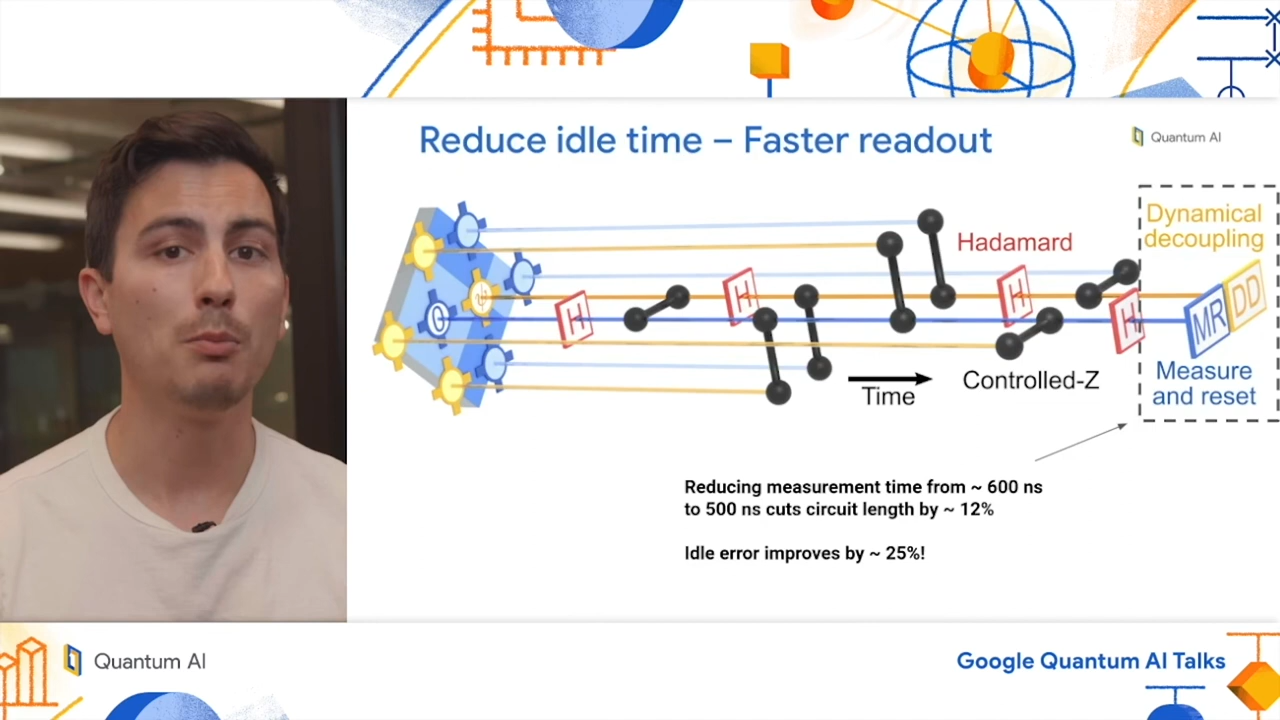 Reduce idle time – Faster readout
Quantum AI
Dynamical
decoupling
Hadamard
H
H
H
H
MR
DD
Measure
and reset
Controlled-Z
Time
Reducing measurement time from ~ 600 ns
to 500 ns cuts circuit length by ~ 12%
Idle error improves by ~ 25%!
Quantum AI
Google Quantum AI Talks